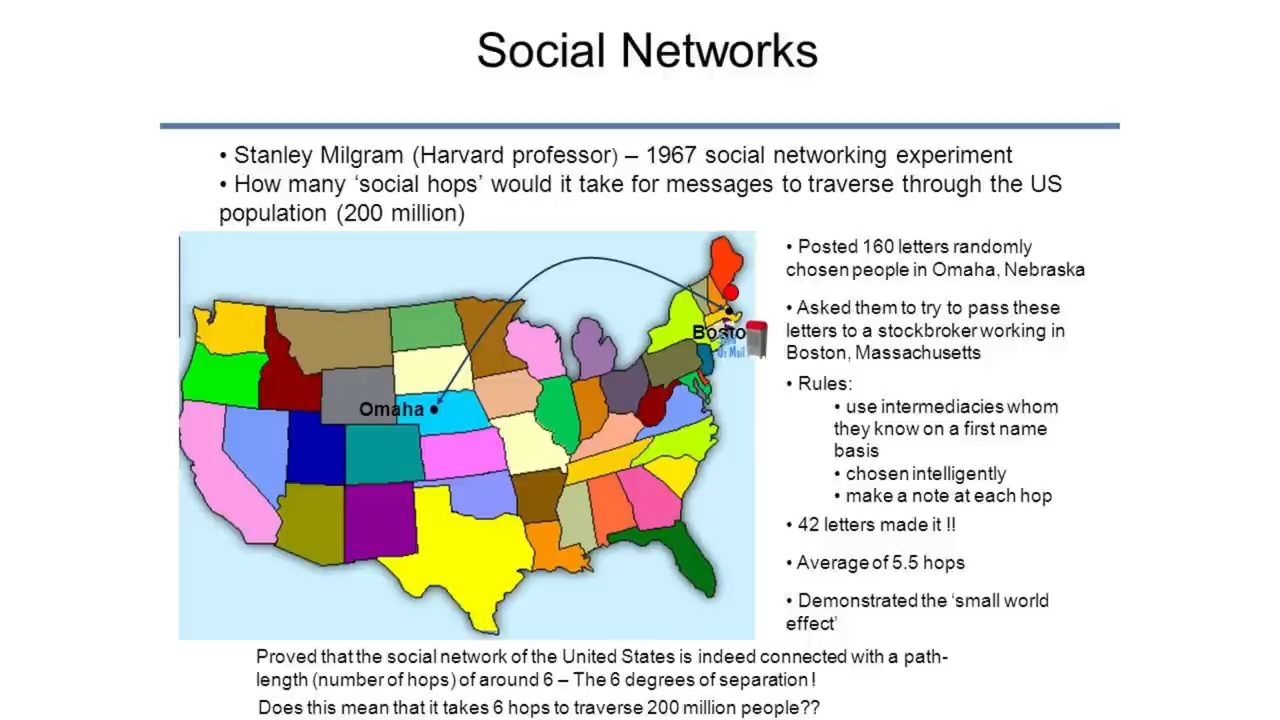 Social Networks
• Stanley Milgram (Harvard professor) – 1967 social networking experiment
• How many ‘social hops’ would it take for messages to traverse through the US
population (200 million)
• Posted 160 letters randomly
chosen people in Omaha, Nebraska
• Asked them to try to pass these
letters to a stockbroker working in
Boston, Massachusetts
• Rules:
• use intermediacies whom
they know on a first name
basis
• chosen intelligently
• make a note at each hop
• 42 letters made it !!
• Average of 5.5 hops
• Demonstrated the ‘small world
effect’
Bosto
Us Mail
Omaha
Proved that the social network of the United States is indeed connected with a path-
length (number of hops) of around 6 – The 6 degrees of separation !
Does this mean that it takes 6 hops to traverse 200 million people??